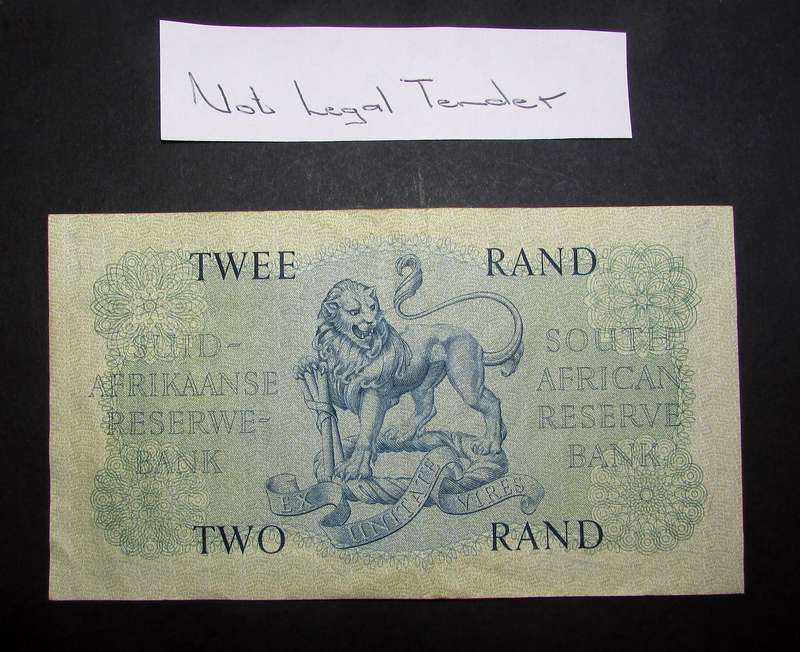 Not Legal Tender
TWEE RAND
SUID-
AFRIKAANSE
RESERWE-
BANK
SOUTH
AFRICAN
RESERVE
BANK
EX UNITATE VIRES
TWO RAND